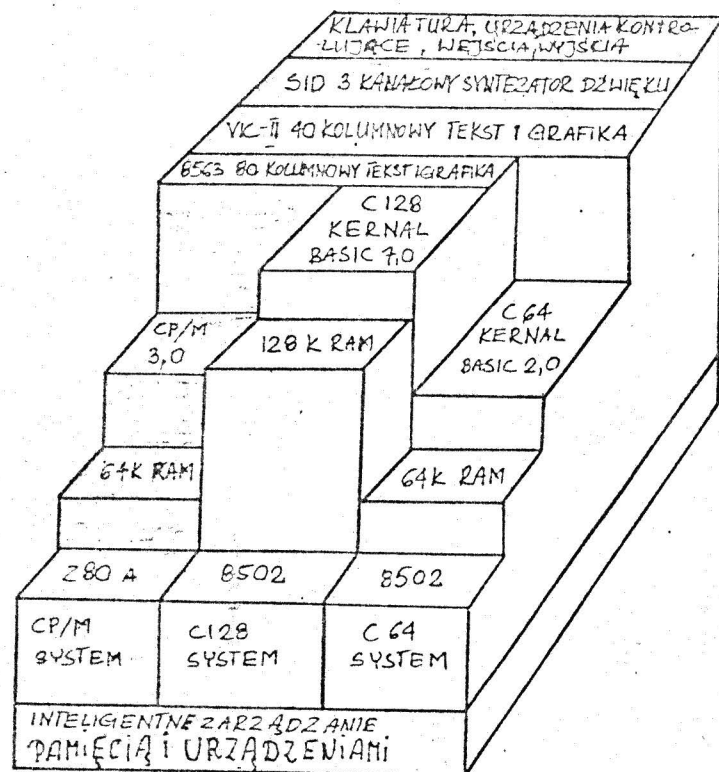 KLAWIATURA, URZĄDZENIA KONTRO-
LUJĄCE, WEJŚCIA, WYJŚCIA
SID 3 KANAŁOWY SYNTEZATOR DŹWIĘKU
VIC-II 40 KOLUMNOWY TEKST I GRAFIKA
8563 80 KOLUMNOWY TEKST I GRAFIKA
C128
KERNAL
BASIC 7,0
CP/M
3,0
128 K RAM
C 64
KERNAL
BASIC 2,0
64K RAM
64K RAM
Z80 A
8502
8502
CP/M
SYSTEM
C128
SYSTEM
C 64
SYSTEM
INTELIGENTNE ZARZĄDZANIE
PAMIĘCIĄ I URZĄDZENIAMI